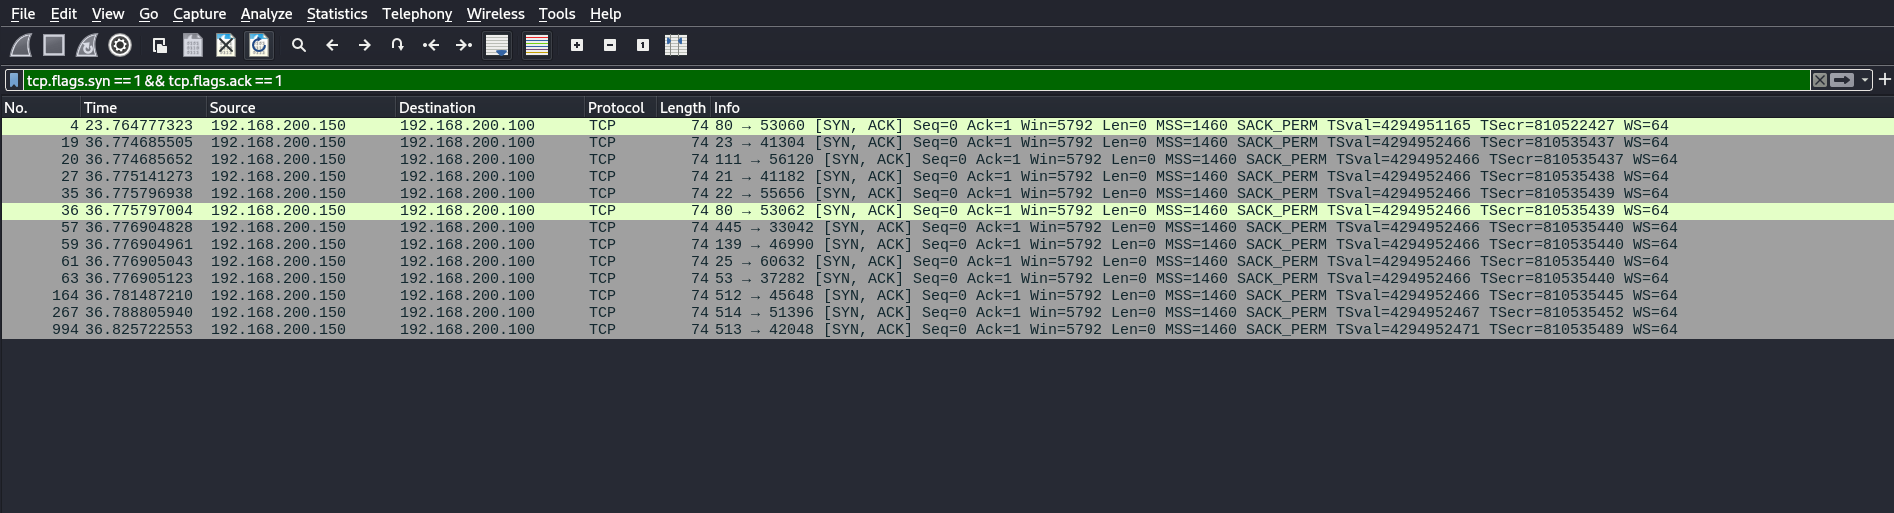 File Edit View Go Capture Analyze Statistics Telephony Wireless Tools Help
tcp.flags.syn == 1 && tcp.flags.ack == 1
No. Time Source Destination Protocol Length Info
4 23.764777323 192.168.200.150 192.168.200.100 TCP 74 80 → 53060 [SYN, ACK] Seq=0 Ack=1 Win=5792 Len=0 MSS=1460 SACK_PERM TSval=4294951165 TSecr=810522427 WS=64
19 36.774685505 192.168.200.150 192.168.200.100 TCP 74 23 → 41304 [SYN, ACK] Seq=0 Ack=1 Win=5792 Len=0 MSS=1460 SACK_PERM TSval=4294952466 TSecr=810535437 WS=64
20 36.774685652 192.168.200.150 192.168.200.100 TCP 74 111 → 56120 [SYN, ACK] Seq=0 Ack=1 Win=5792 Len=0 MSS=1460 SACK_PERM TSval=4294952466 TSecr=810535437 WS=64
27 36.775141273 192.168.200.150 192.168.200.100 TCP 74 21 → 41182 [SYN, ACK] Seq=0 Ack=1 Win=5792 Len=0 MSS=1460 SACK_PERM TSval=4294952466 TSecr=810535438 WS=64
35 36.775796938 192.168.200.150 192.168.200.100 TCP 74 22 → 55656 [SYN, ACK] Seq=0 Ack=1 Win=5792 Len=0 MSS=1460 SACK_PERM TSval=4294952466 TSecr=810535439 WS=64
36 36.775797004 192.168.200.150 192.168.200.100 TCP 74 80 → 53062 [SYN, ACK] Seq=0 Ack=1 Win=5792 Len=0 MSS=1460 SACK_PERM TSval=4294952466 TSecr=810535439 WS=64
57 36.776904828 192.168.200.150 192.168.200.100 TCP 74 445 → 33042 [SYN, ACK] Seq=0 Ack=1 Win=5792 Len=0 MSS=1460 SACK_PERM TSval=4294952466 TSecr=810535440 WS=64
59 36.776904961 192.168.200.150 192.168.200.100 TCP 74 139 → 46990 [SYN, ACK] Seq=0 Ack=1 Win=5792 Len=0 MSS=1460 SACK_PERM TSval=4294952466 TSecr=810535440 WS=64
61 36.776905043 192.168.200.150 192.168.200.100 TCP 74 25 → 60632 [SYN, ACK] Seq=0 Ack=1 Win=5792 Len=0 MSS=1460 SACK_PERM TSval=4294952466 TSecr=810535440 WS=64
63 36.776905123 192.168.200.150 192.168.200.100 TCP 74 53 → 37282 [SYN, ACK] Seq=0 Ack=1 Win=5792 Len=0 MSS=1460 SACK_PERM TSval=4294952466 TSecr=810535440 WS=64
164 36.781487210 192.168.200.150 192.168.200.100 TCP 74 512 → 45648 [SYN, ACK] Seq=0 Ack=1 Win=5792 Len=0 MSS=1460 SACK_PERM TSval=4294952466 TSecr=810535445 WS=64
267 36.788805940 192.168.200.150 192.168.200.100 TCP 74 514 → 51396 [SYN, ACK] Seq=0 Ack=1 Win=5792 Len=0 MSS=1460 SACK_PERM TSval=4294952467 TSecr=810535452 WS=64
994 36.825722553 192.168.200.150 192.168.200.100 TCP 74 513 → 42048 [SYN, ACK] Seq=0 Ack=1 Win=5792 Len=0 MSS=1460 SACK_PERM TSval=4294952471 TSecr=810535489 WS=64